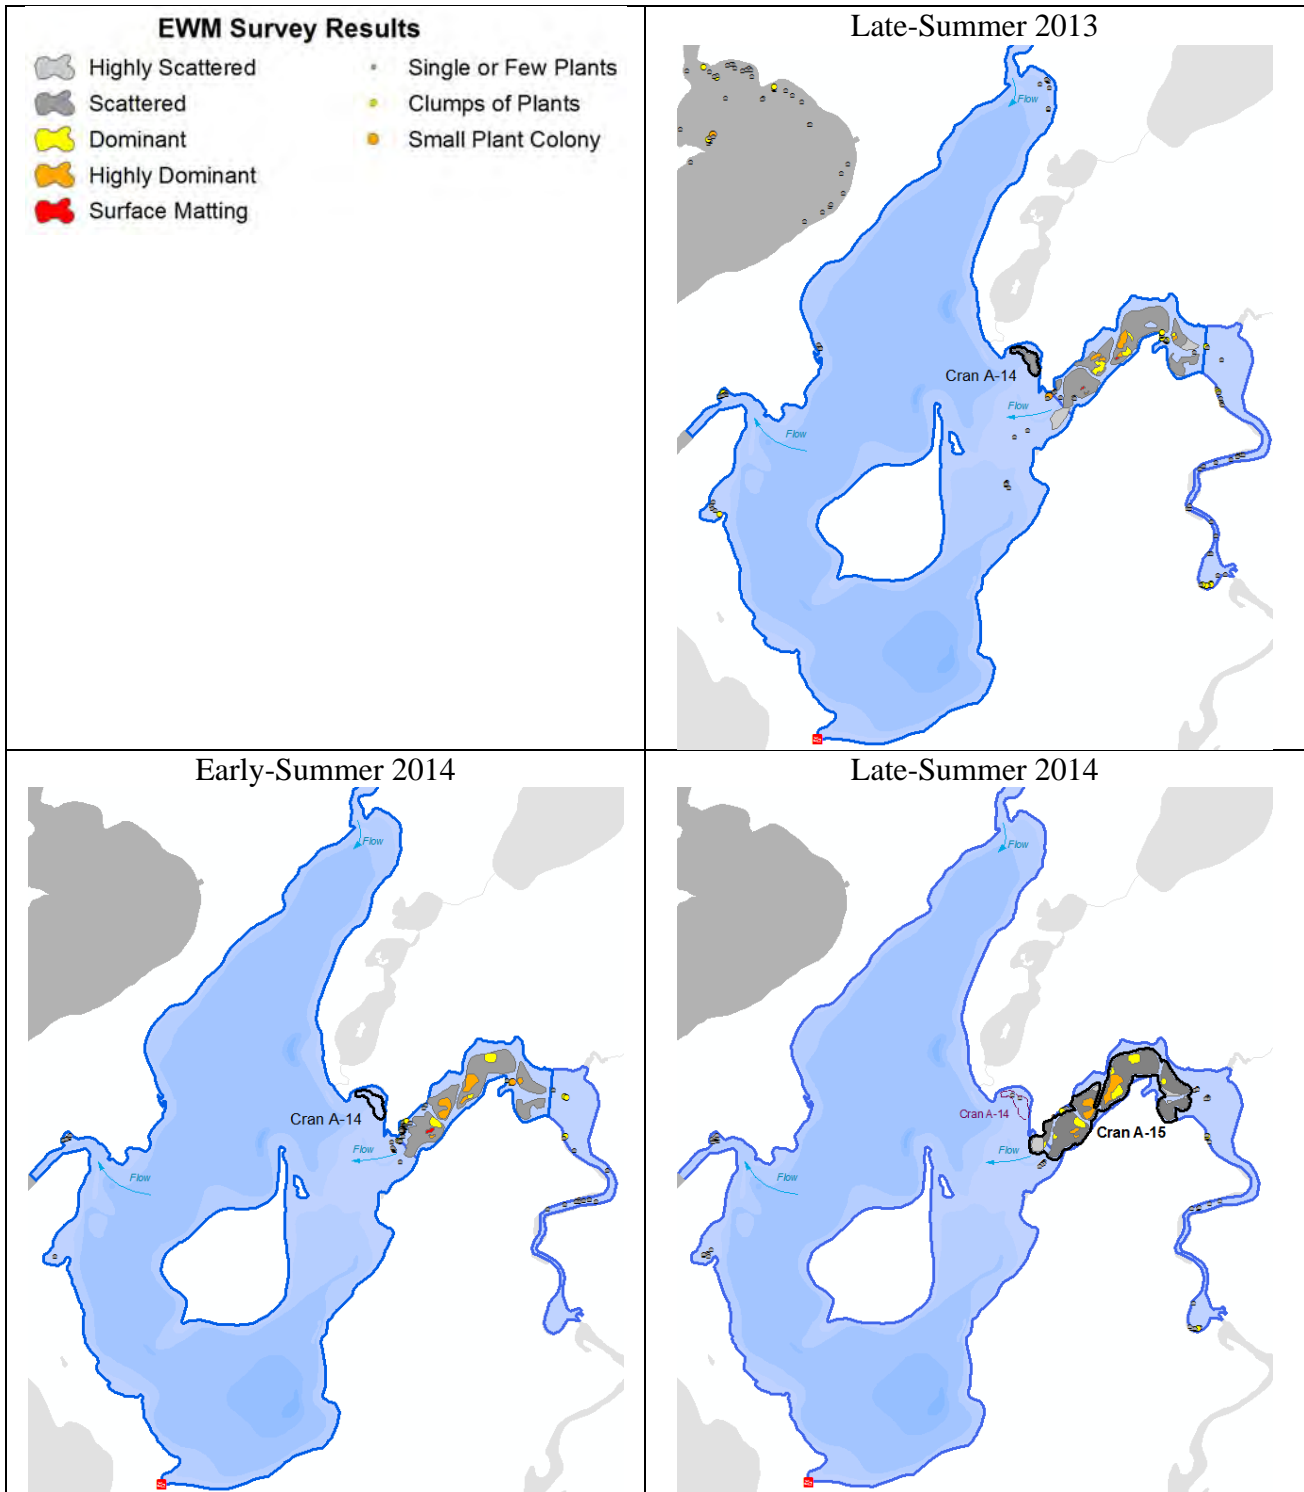 EWM Survey Results
Highly Scattered
Scattered
Dominant
Highly Dominant
Surface Matting
Single or Few Plants
Clumps of Plants
Small Plant Colony
Late-Summer 2013
Flow
Cran A-14
Flow
Flow
Early-Summer 2014
Flow
Cran A-14
Flow
Flow
Late-Summer 2014
Flow
Cran A-14
Cran A-15
Flow
Flow